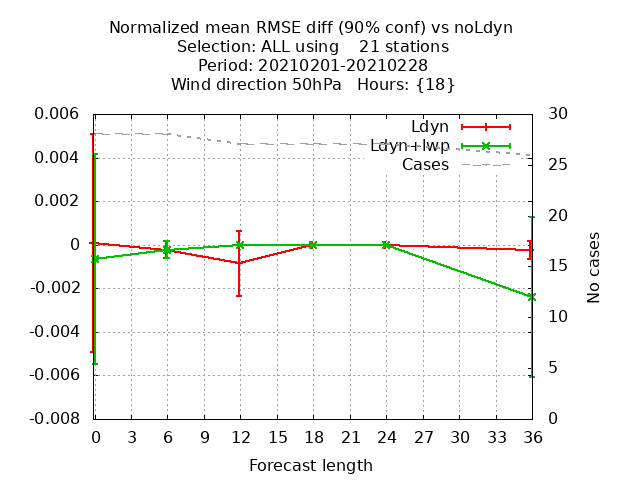 Normalized mean RMSE diff (90% conf) vs noLdyn
Selection: ALL using    21 stations
Period: 20210201-20210228
Wind direction 50hPa   Hours: {18}
Ldyn
Ldyn+lwp
Cases
0.006
0.004
0.002
0
-0.002
-0.004
-0.006
-0.008
30
25
20
15
10
5
0
No cases
0 3 6 9 12 15 18 21 24 27 30 33 36
Forecast length